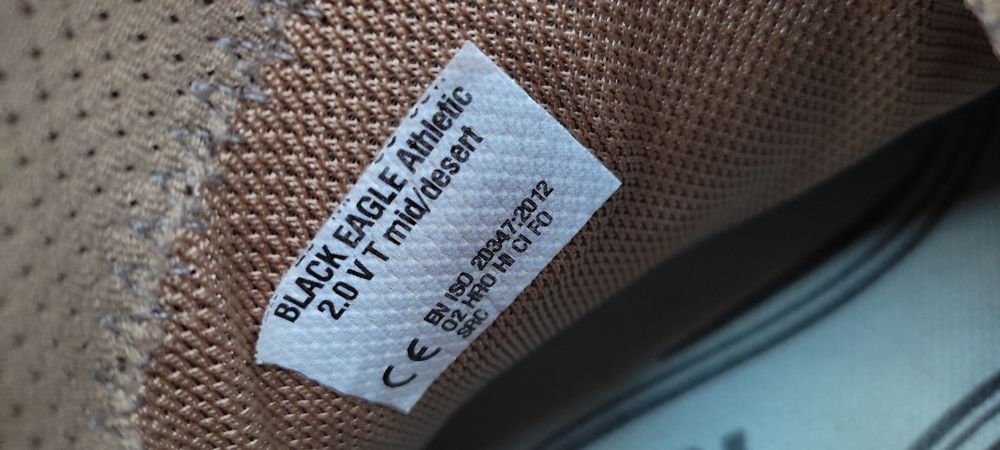 BLACK EAGLE Athletic
2.0 V T mid/desert
EN ISO 20347:2012
O2 HRO HI CI FO
SRC
CE